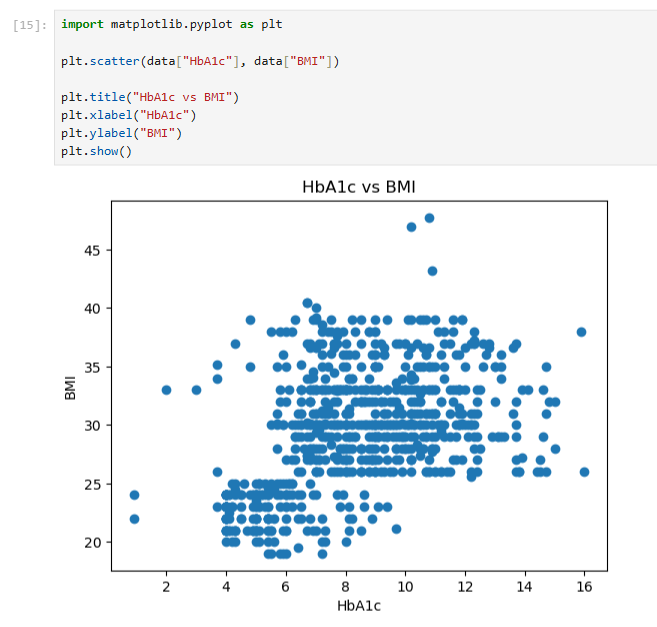 [15]: import matplotlib.pyplot as plt
plt.scatter(data["HbA1c"], data["BMI"])
plt.title("HbA1c vs BMI")
plt.xlabel("HbA1c")
plt.ylabel("BMI")
plt.show()
HbA1c vs BMI
45
40
35
30
25
20
BMI
2 4 6 8 10 12 14 16
HbA1c